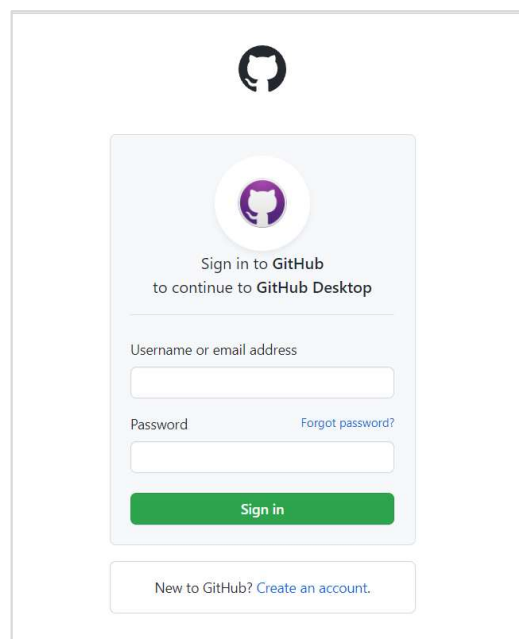 Sign in to GitHub
to continue to GitHub Desktop
Username or email address
Password Forgot password?
Sign in
New to GitHub? Create an account.